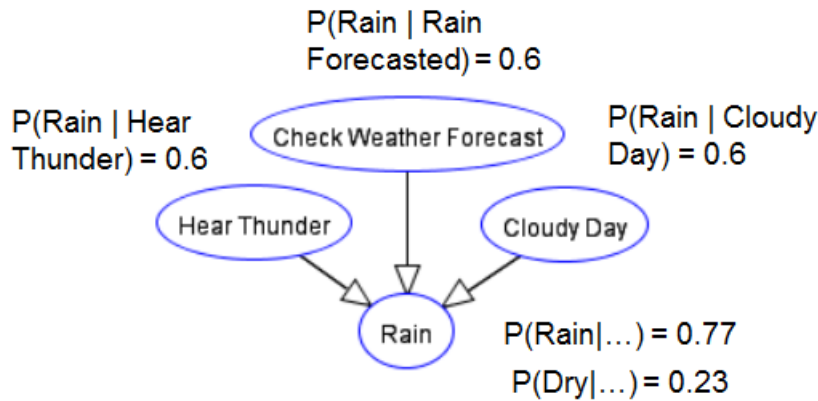 P(Rain | Rain
Forecasted) = 0.6
P(Rain | Hear
Thunder) = 0.6
Check Weather Forecast
P(Rain | Cloudy
Day) = 0.6
Hear Thunder
Cloudy Day
Rain
P(Rain|...) = 0.77
P(Dry|...) = 0.23